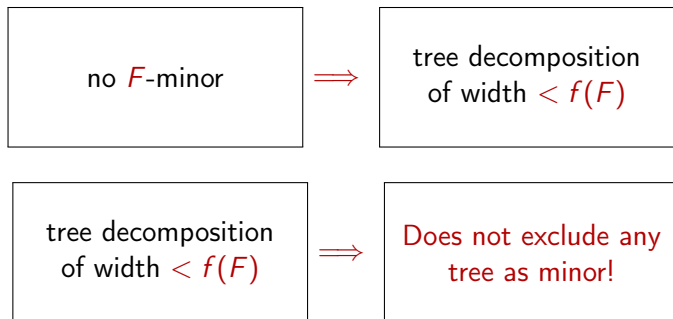 no F-minor
⟹
tree decomposition
of width < f(F)
tree decomposition
of width < f(F)
⟹
Does not exclude any
tree as minor!